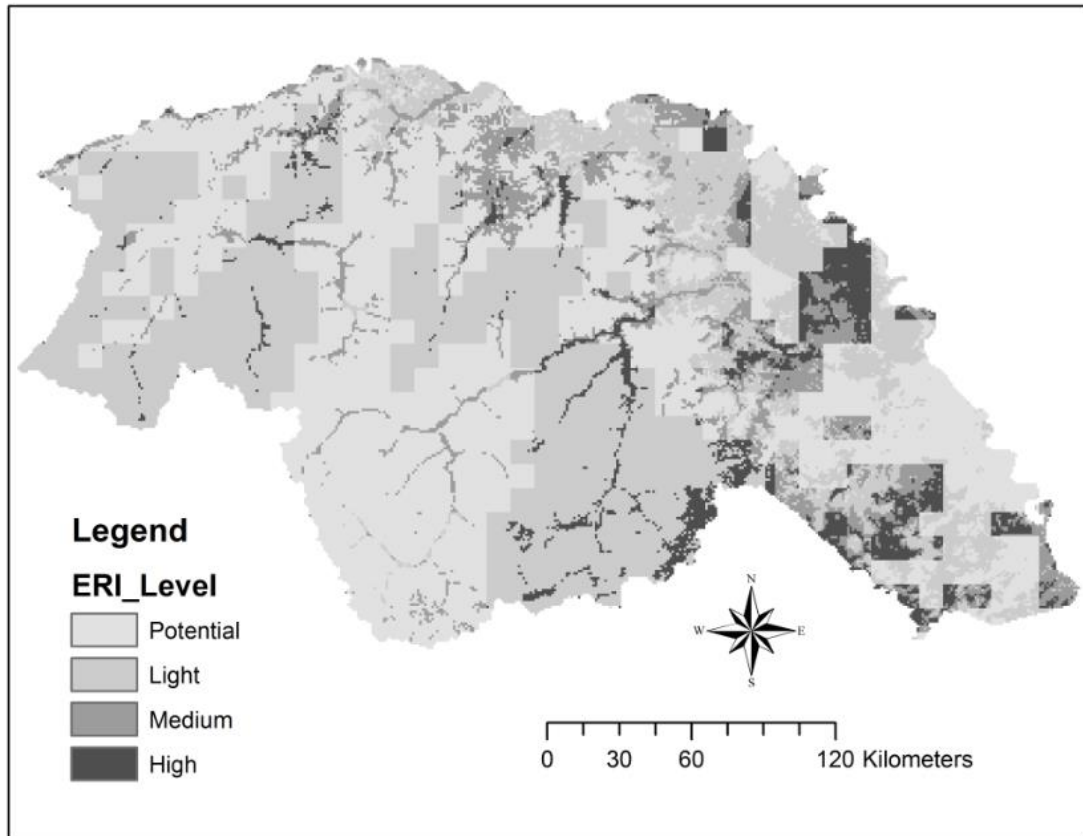 Legend
ERI_Level
Potential
Light
Medium
High
N
W E
S
0 30 60 120 Kilometers